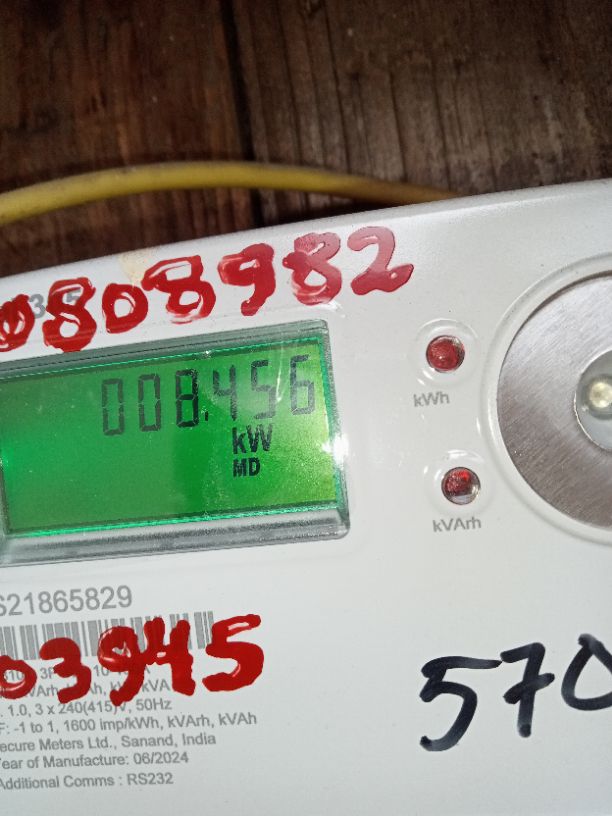 0808982
008.456
kW
MD
kWh
kVArh
S21865829
03945
570
1.0, 3 x 240(415)V, 50Hz
F: -1 to 1, 1600 imp/kWh, kVArh, kVAh
ecure Meters Ltd., Sanand, India
Year of Manufacture: 06/2024
Additional Comms : RS232